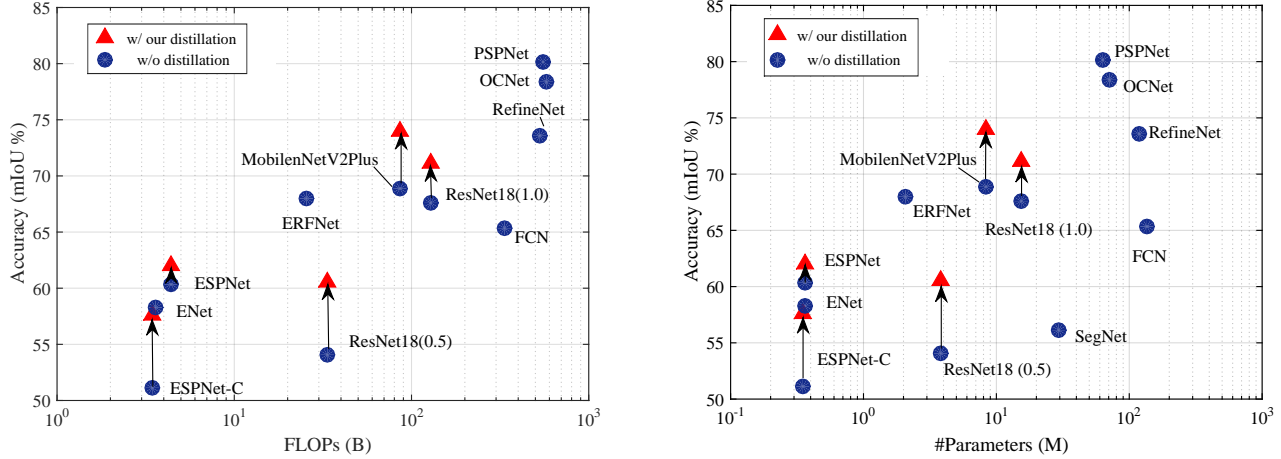 85
w/ our distillation
w/o distillation
80
75
70
65
60
55
50
Accuracy (mIoU %)
PSPNet
OCNet
RefineNet
MobilenNetV2Plus
ResNet18(1.0)
ERFNet
FCN
ESPNet
ENet
ResNet18(0.5)
ESPNet-C
10^0
10^1
10^2
10^3
FLOPs (B)
85
w/ our distillation
w/o distillation
80
75
70
65
60
55
50
Accuracy (mIoU %)
PSPNet
OCNet
RefineNet
MobilenNetV2Plus
ERFNet
ResNet18 (1.0)
FCN
ESPNet
ENet
SegNet
ESPNet-C
ResNet18 (0.5)
10^-1
10^0
10^1
10^2
10^3
#Parameters (M)